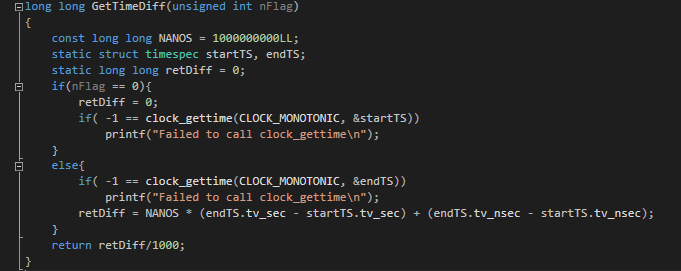 long long GetTimeDiff(unsigned int nFlag)
{
    const long long NANOS = 1000000000LL;
    static struct timespec startTS, endTS;
    static long long retDiff = 0;
    if(nFlag == 0){
        retDiff = 0;
        if( -1 == clock_gettime(CLOCK_MONOTONIC, &startTS))
            printf("Failed to call clock_gettime\n");
    }
    else{
        if( -1 == clock_gettime(CLOCK_MONOTONIC, &endTS))
            printf("Failed to call clock_gettime\n");
        retDiff = NANOS * (endTS.tv_sec - startTS.tv_sec) + (endTS.tv_nsec - startTS.tv_nsec);
    }
    return retDiff/1000;
}